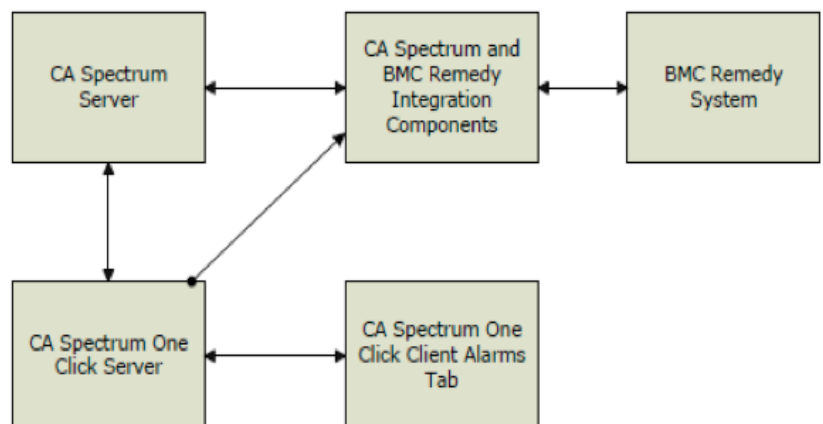 CA Spectrum
Server
CA Spectrum and
BMC Remedy
Integration
Components
BMC Remedy
System
CA Spectrum One
Click Server
CA Spectrum One
Click Client Alarms
Tab